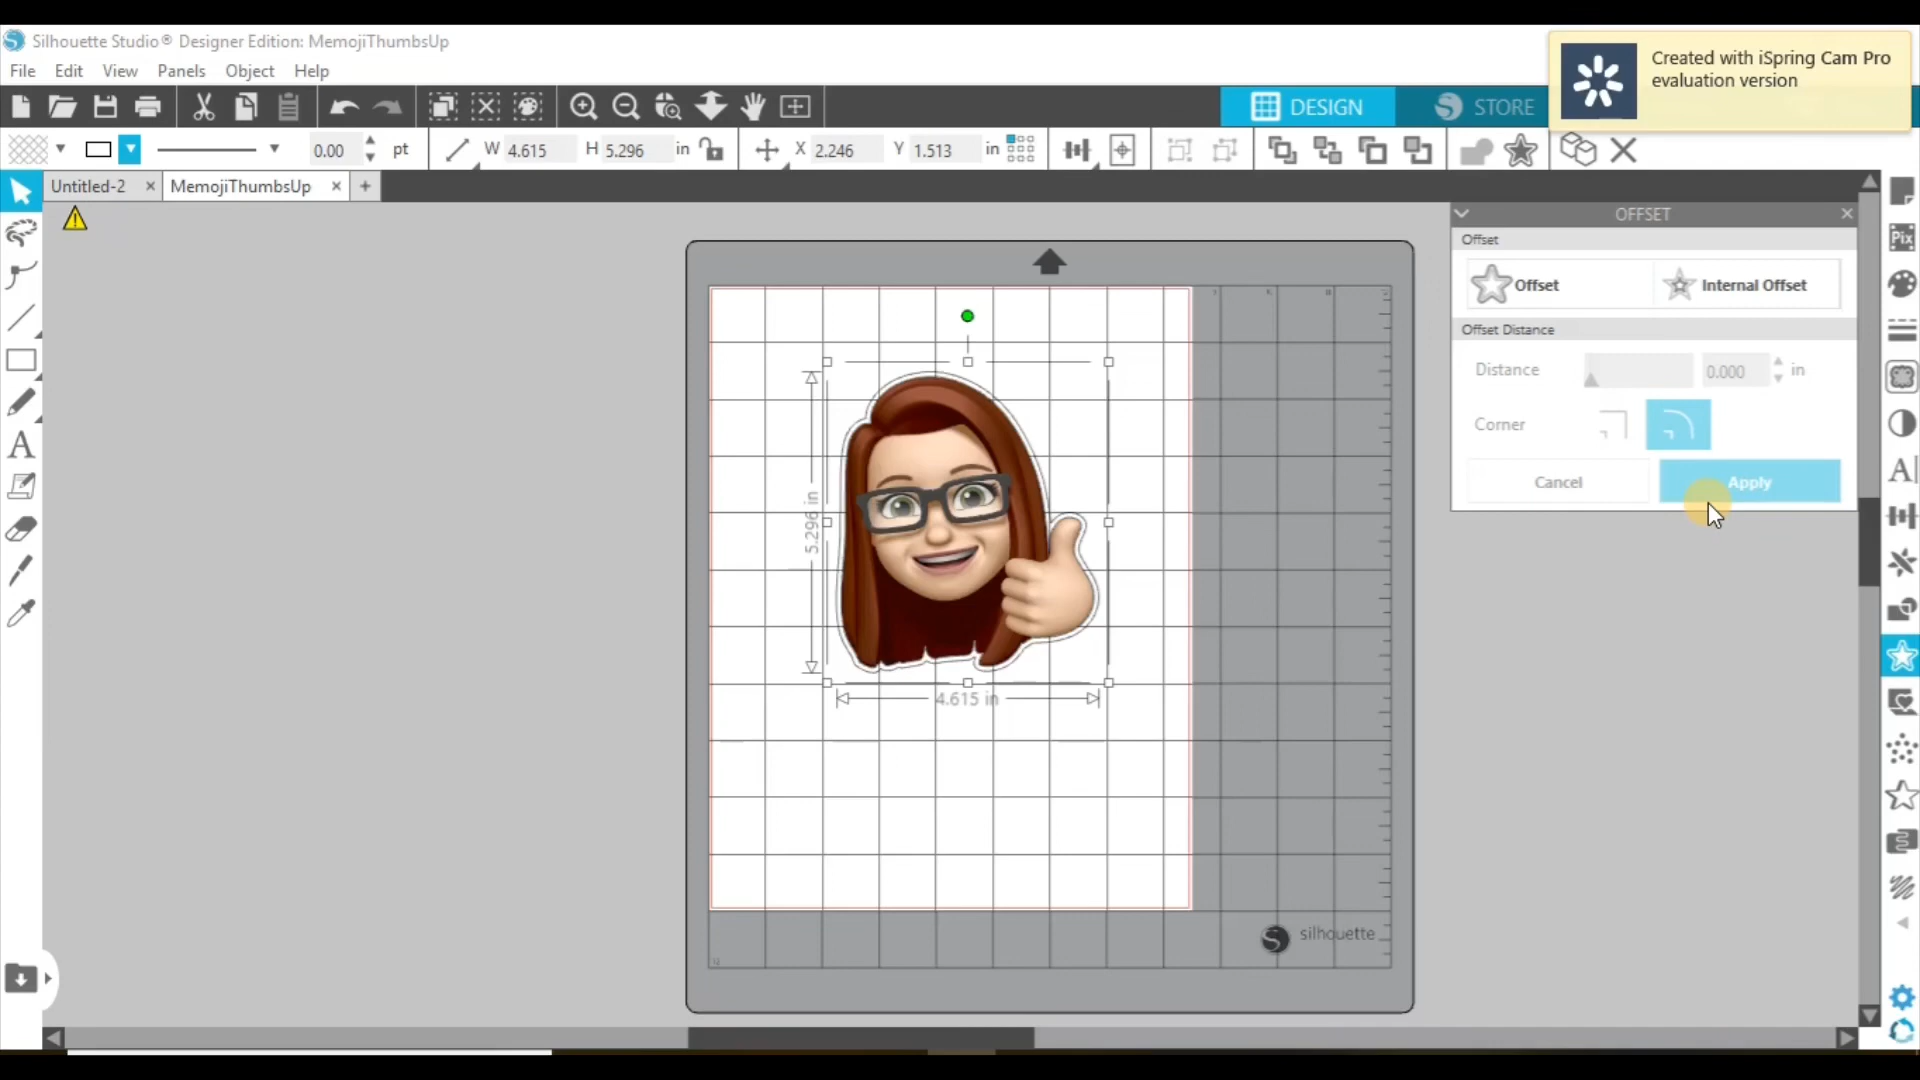 Silhouette Studio® Designer Edition: MemojiThumbsUp
Created with iSpring Cam Pro
evaluation version
File Edit View Panels Object Help
DESIGN STORE
0.00 pt W 4.615 H 5.296 in X 2.246 Y 1.513 in
Untitled-2 MemojiThumbsUp
OFFSET
Offset
Offset Internal Offset
Offset Distance
Distance 0.000 in
Corner
Cancel Apply
Pix
A
A
5.296 in
4.615 in
silhouette
12